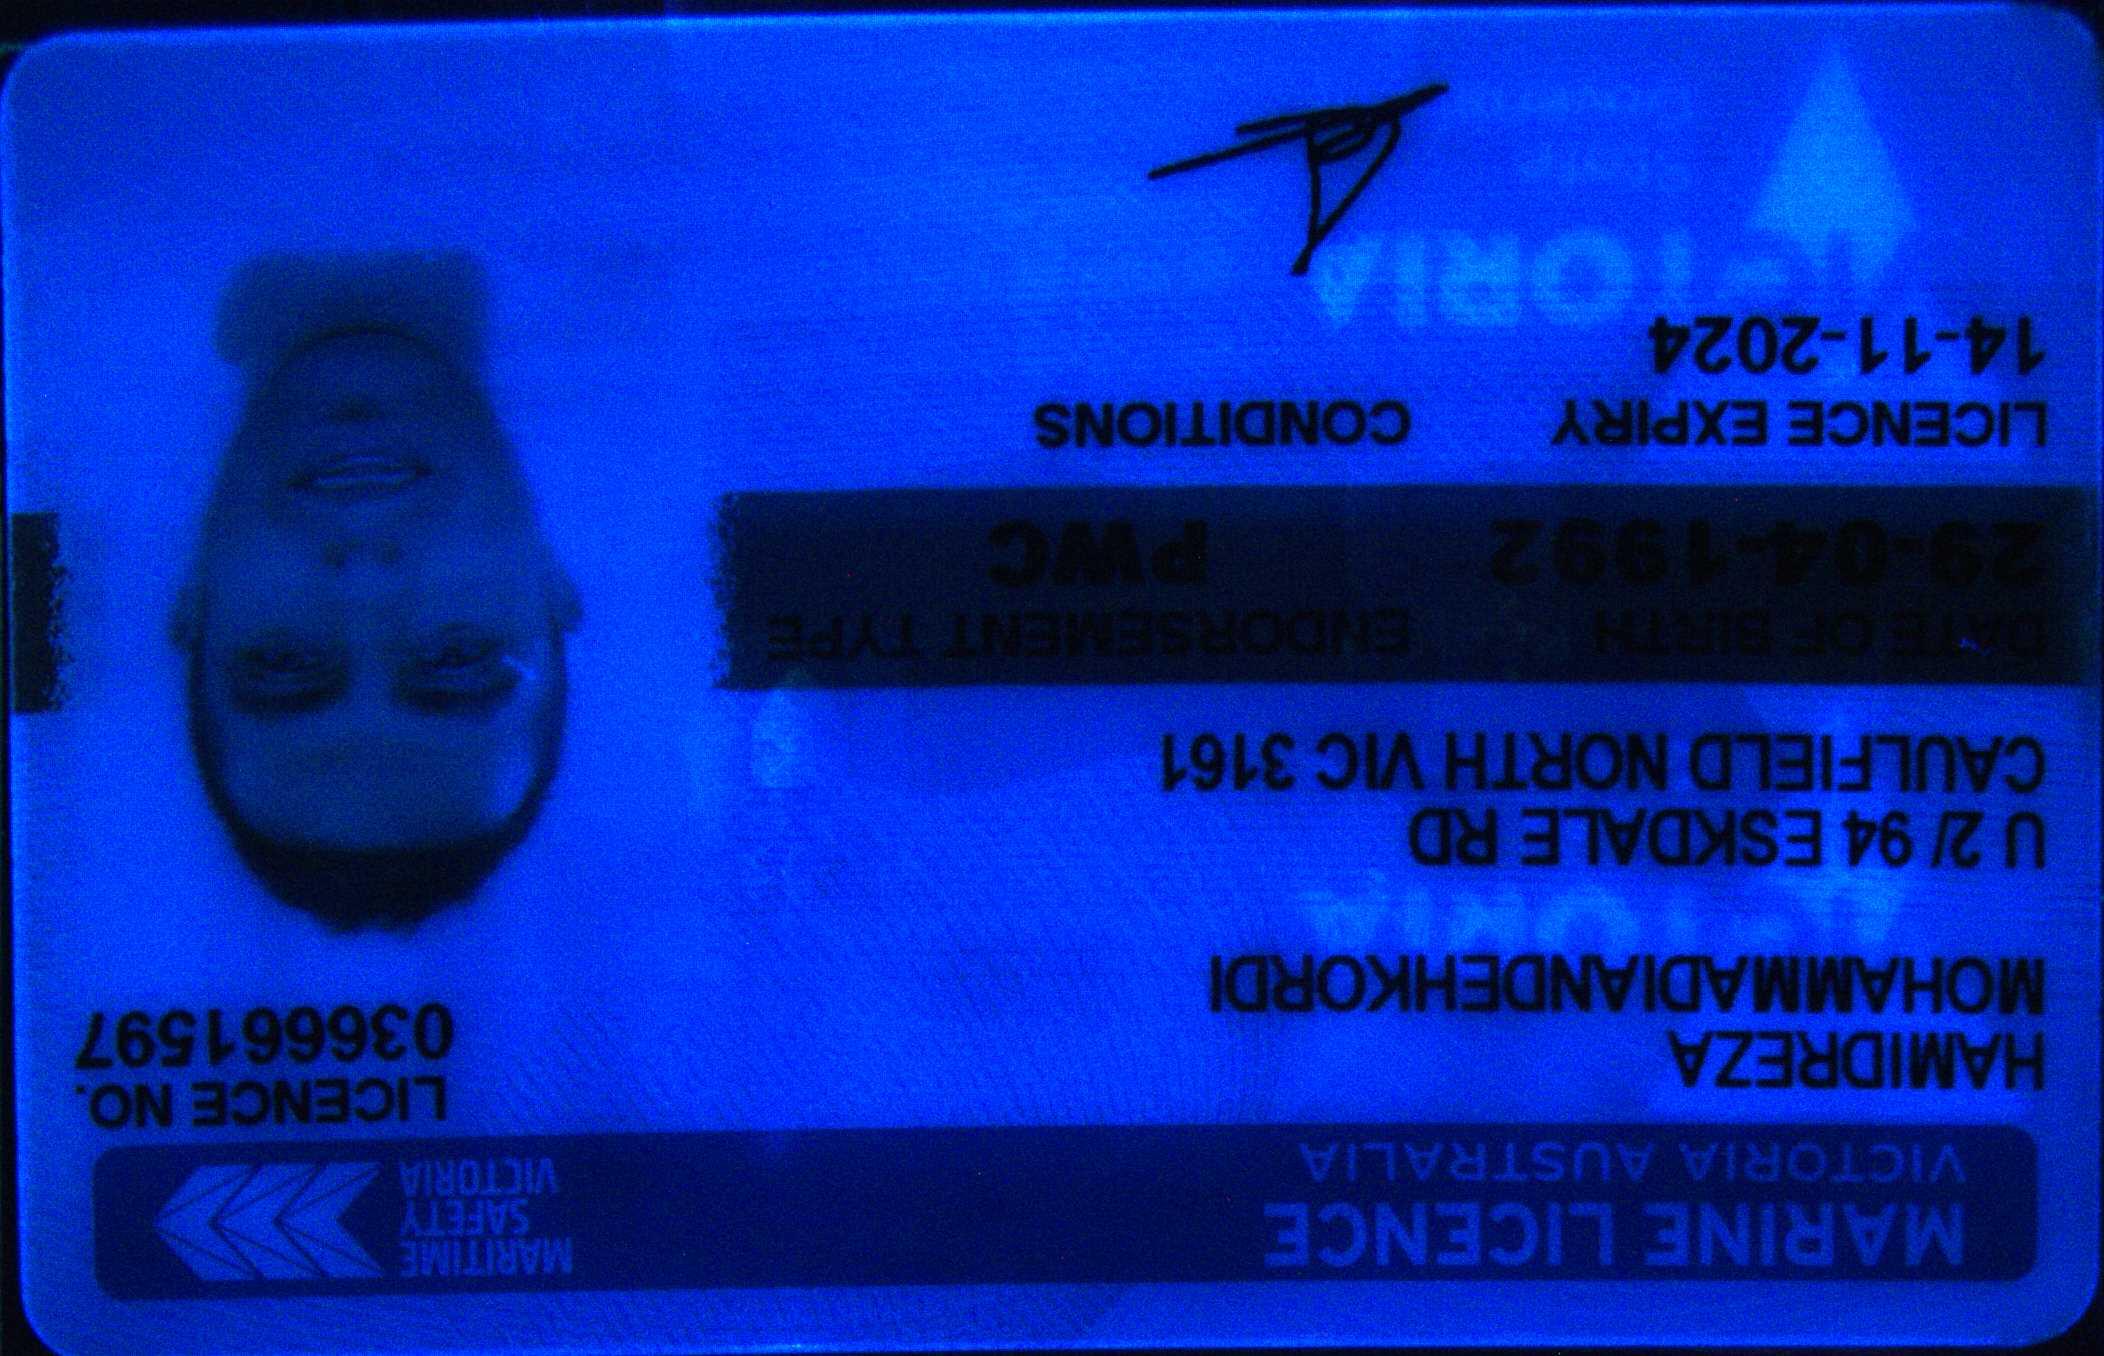 MARINE LICENCE
VICTORIA AUSTRALIA
MARITIME
SAFETY
VICTORIA
HAMIDREZA
MOHAMMADIANDEHKORDI
LICENCE NO.
036661597
U 2/ 94 ESKDALE RD
CAULFIELD NORTH VIC 3161
DATE OF BIRTH ENDORSEMENT TYPE
29-04-1992 PWC
LICENCE EXPIRY CONDITIONS
14-11-2024